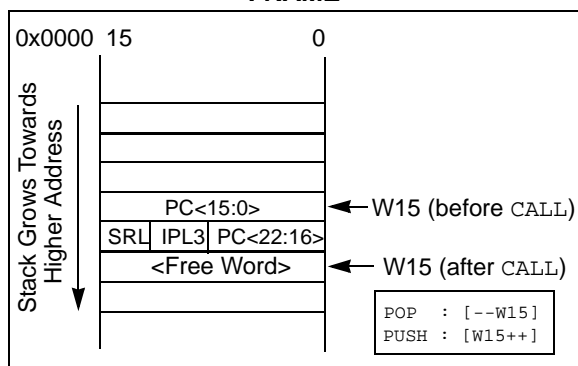 0x0000 15 0
Stack Grows Towards
Higher Address
PC<15:0>
W15 (before CALL)
SRL IPL3 PC<22:16>
<Free Word>
W15 (after CALL)
POP : [--W15]
PUSH : [W15++]